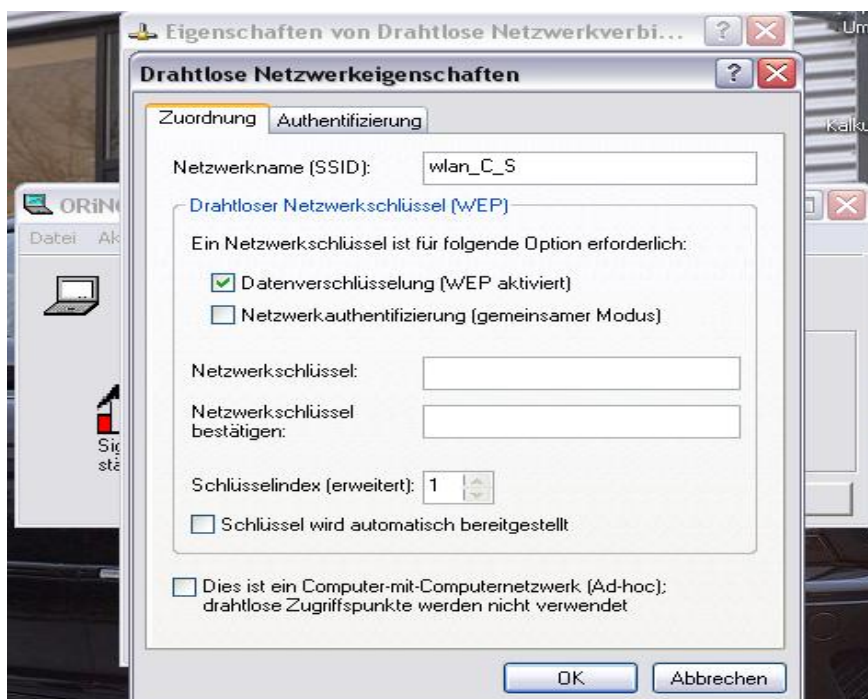 Eigenschaften von Drahtlose Netzwerkverbi...
Drahtlose Netzwerkeigenschaften
Zuordnung
Authentifizierung
Netzwerkname (SSID):
wlan_C_S
Drahtloser Netzwerkschlüssel (WEP)
Ein Netzwerkschlüssel ist für folgende Option erforderlich:
Datenverschlüsselung (WEP aktiviert)
Netzwerkauthentifizierung (gemeinsamer Modus)
Netzwerkschlüssel:
Netzwerkschlüssel
bestätigen:
Schlüsselindex (erweitert):
1
Schlüssel wird automatisch bereitgestellt
Dies ist ein Computer-mit-Computernetzwerk (Ad-hoc);
drahtlose Zugriffspunkte werden nicht verwendet
OK
Abbrechen
Datei